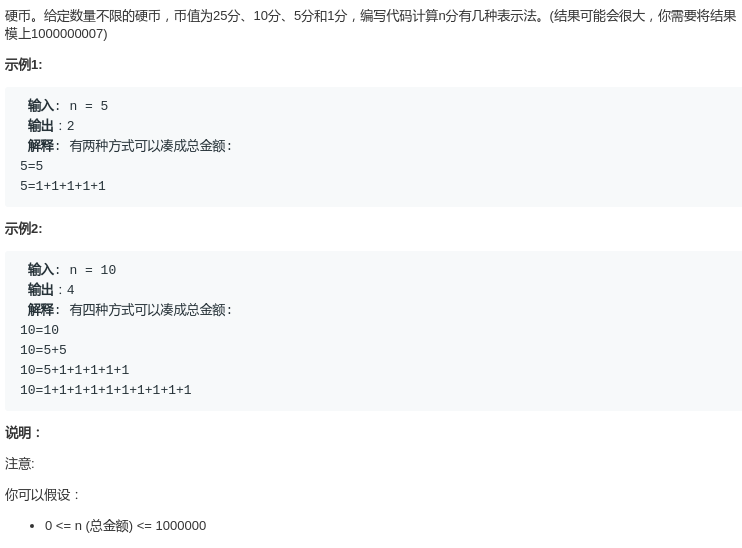 硬币。给定数量不限的硬币，币值为25分、10分、5分和1分，编写代码计算n分有几种表示法。(结果可能会很大，你需要将结果
模上1000000007)
示例1:
输入: n = 5
输出：2
解释: 有两种方式可以凑成总金额:
5=5
5=1+1+1+1+1
示例2:
输入: n = 10
输出：4
解释: 有四种方式可以凑成总金额:
10=10
10=5+5
10=5+1+1+1+1+1
10=1+1+1+1+1+1+1+1+1+1
说明：
注意:
你可以假设：
• 0 <= n (总金额) <= 1000000